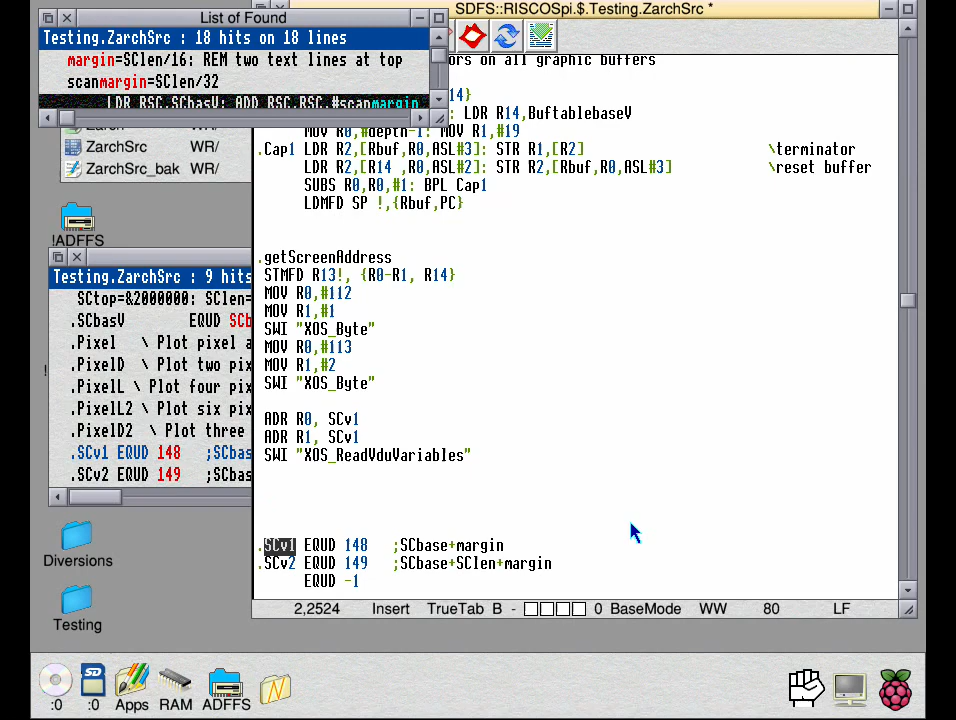 List of Found
Testing.ZarchSrc : 18 hits on 18 lines
margin=SClen/16: REM two text lines at top
scanmargin=SClen/32
LDR RSC,SCbasV: ADD RSC,RSC,#scanmargin
ZarchSrc WR/
ZarchSrc_bak WR/
!ADFFS
Testing.ZarchSrc : 9 hits
SCtop=&2000000: SClen=
.SCbasV EQUD SCb
.Pixel \ Plot pixel a
.PixelD \ Plot two pix
.PixelL \ Plot four pix
.PixelL2 \ Plot six pix
.PixelD2 \ Plot three
.SCv1 EQUD 148 ;SCbas
.SCv2 EQUD 149 ;SCbas
Diversions
Testing
SDFS::RISCOSpi.$.Testing.ZarchSrc *
ors on all graphic buffers
14}
: LDR R14,BuftablebaseV
MOV R0,#depth-1: MOV R1,#19
.Cap1 LDR R2,[Rbuf,R0,ASL#3]: STR R1,[R2] \terminator
LDR R2,[R14 ,R0,ASL#2]: STR R2,[Rbuf,R0,ASL#3] \reset buffer
SUBS R0,R0,#1: BPL Cap1
LDMFD SP !,{Rbuf,PC}
.getScreenAddress
STMFD R13!, {R0-R1, R14}
MOV R0,#112
MOV R1,#1
SWI "XOS_Byte"
MOV R0,#113
MOV R1,#2
SWI "XOS_Byte"
ADR R0, SCv1
ADR R1, SCv1
SWI "XOS_ReadVduVariables"
.SCv1 EQUD 148 ;SCbase+margin
.SCv2 EQUD 149 ;SCbase+SClen+margin
EQUD -1
2,2524 Insert TrueTab B - 0 BaseMode WW 80 LF
:0 :0 Apps RAM ADFFS